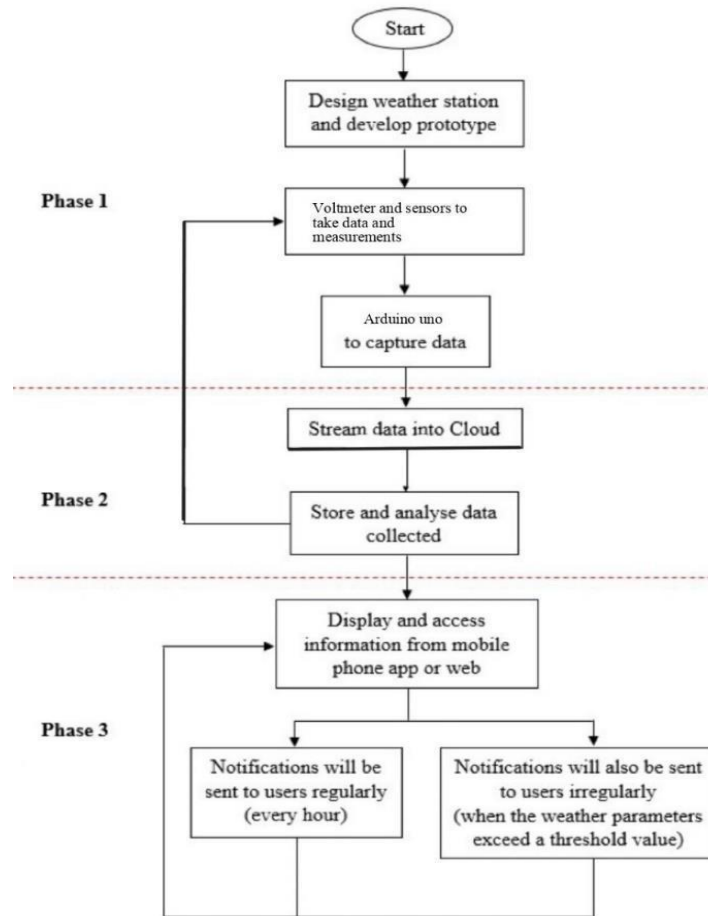 Start
Design weather station
and develop prototype
Phase 1
Voltmeter and sensors to
take data and
measurements
Arduino uno
to capture data
Stream data into Cloud
Phase 2
Store and analyse data
collected
Display and access
information from mobile
phone app or web
Phase 3
Notifications will be
sent to users regularly
(every hour)
Notifications will also be sent
to users irregularly
(when the weather parameters
exceed a threshold value)